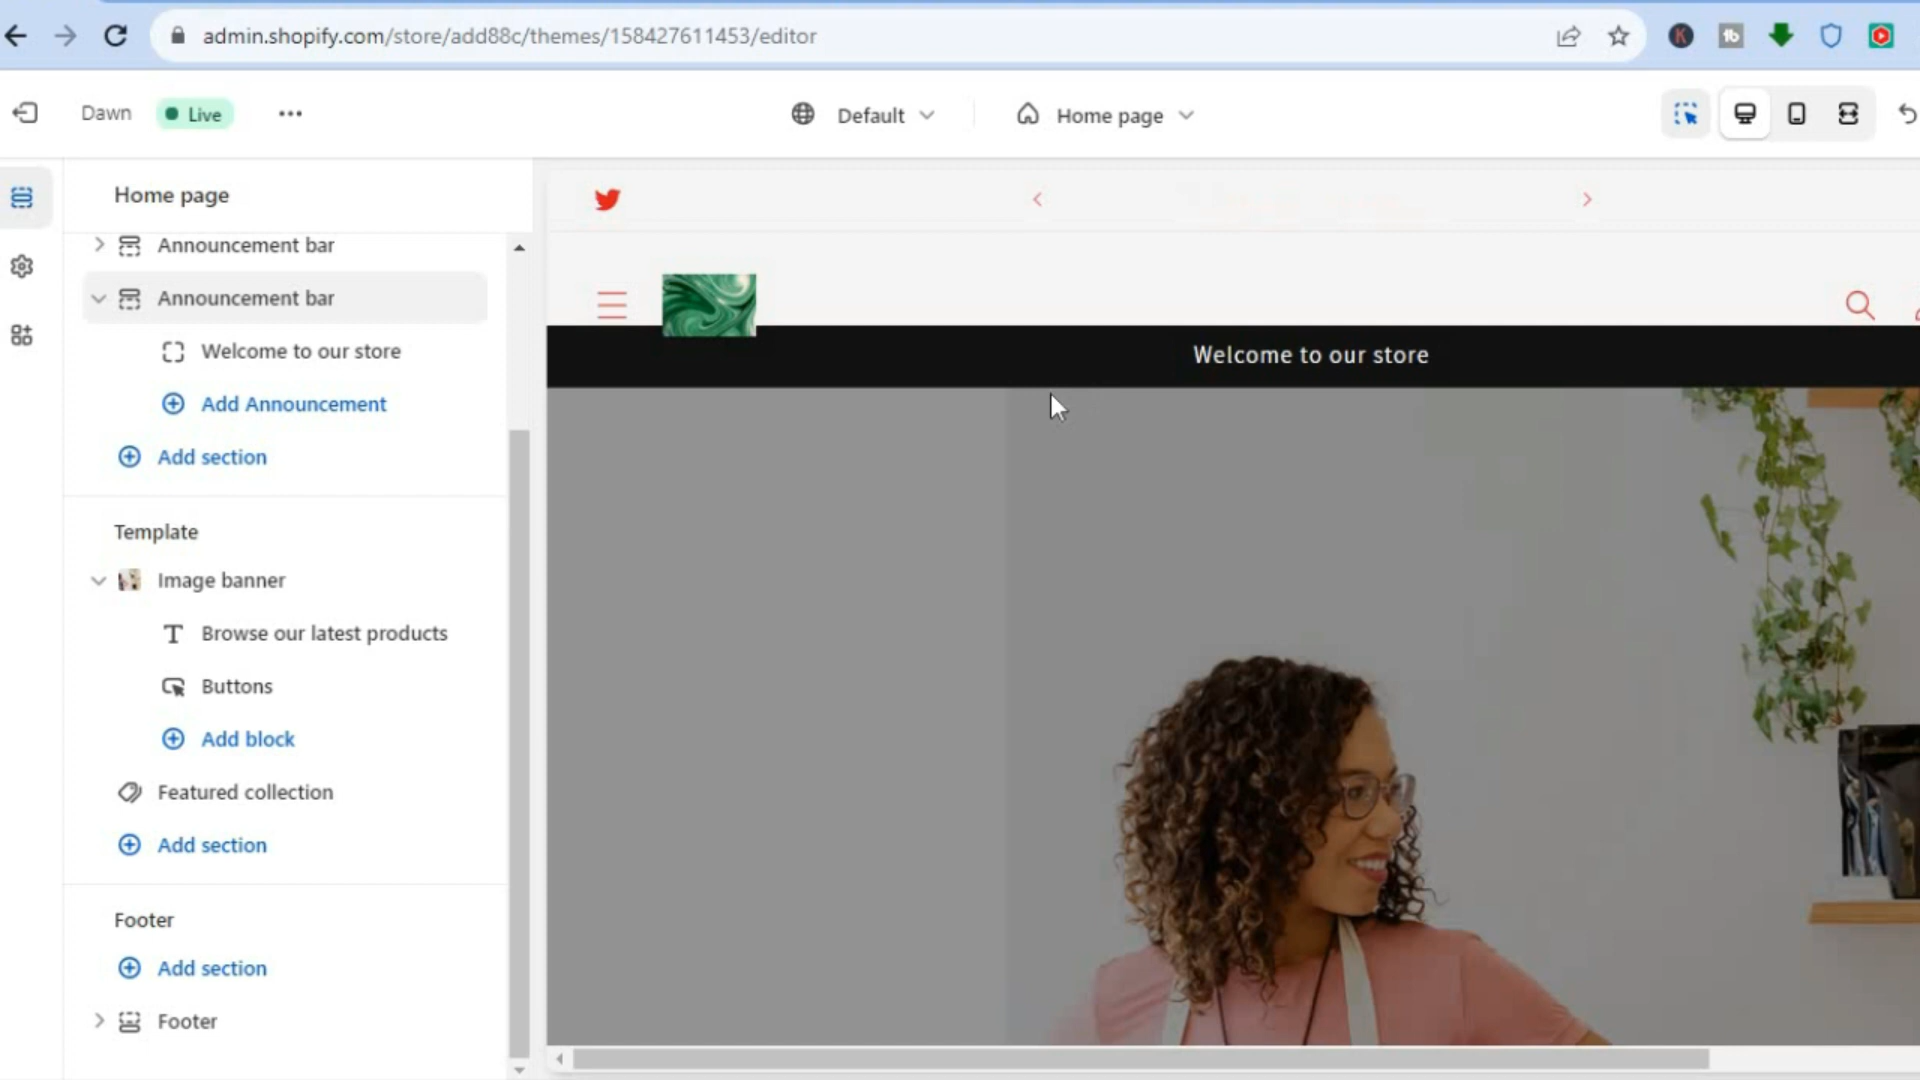 admin.shopify.com/store/add88c/themes/158427611453/editor
Dawn
Live
Default
Home page
Home page
Announcement bar
Announcement bar
Welcome to our store
Add Announcement
Add section
Template
Image banner
Browse our latest products
Buttons
Add block
Featured collection
Add section
Footer
Add section
Footer
Welcome to our store
K
tb